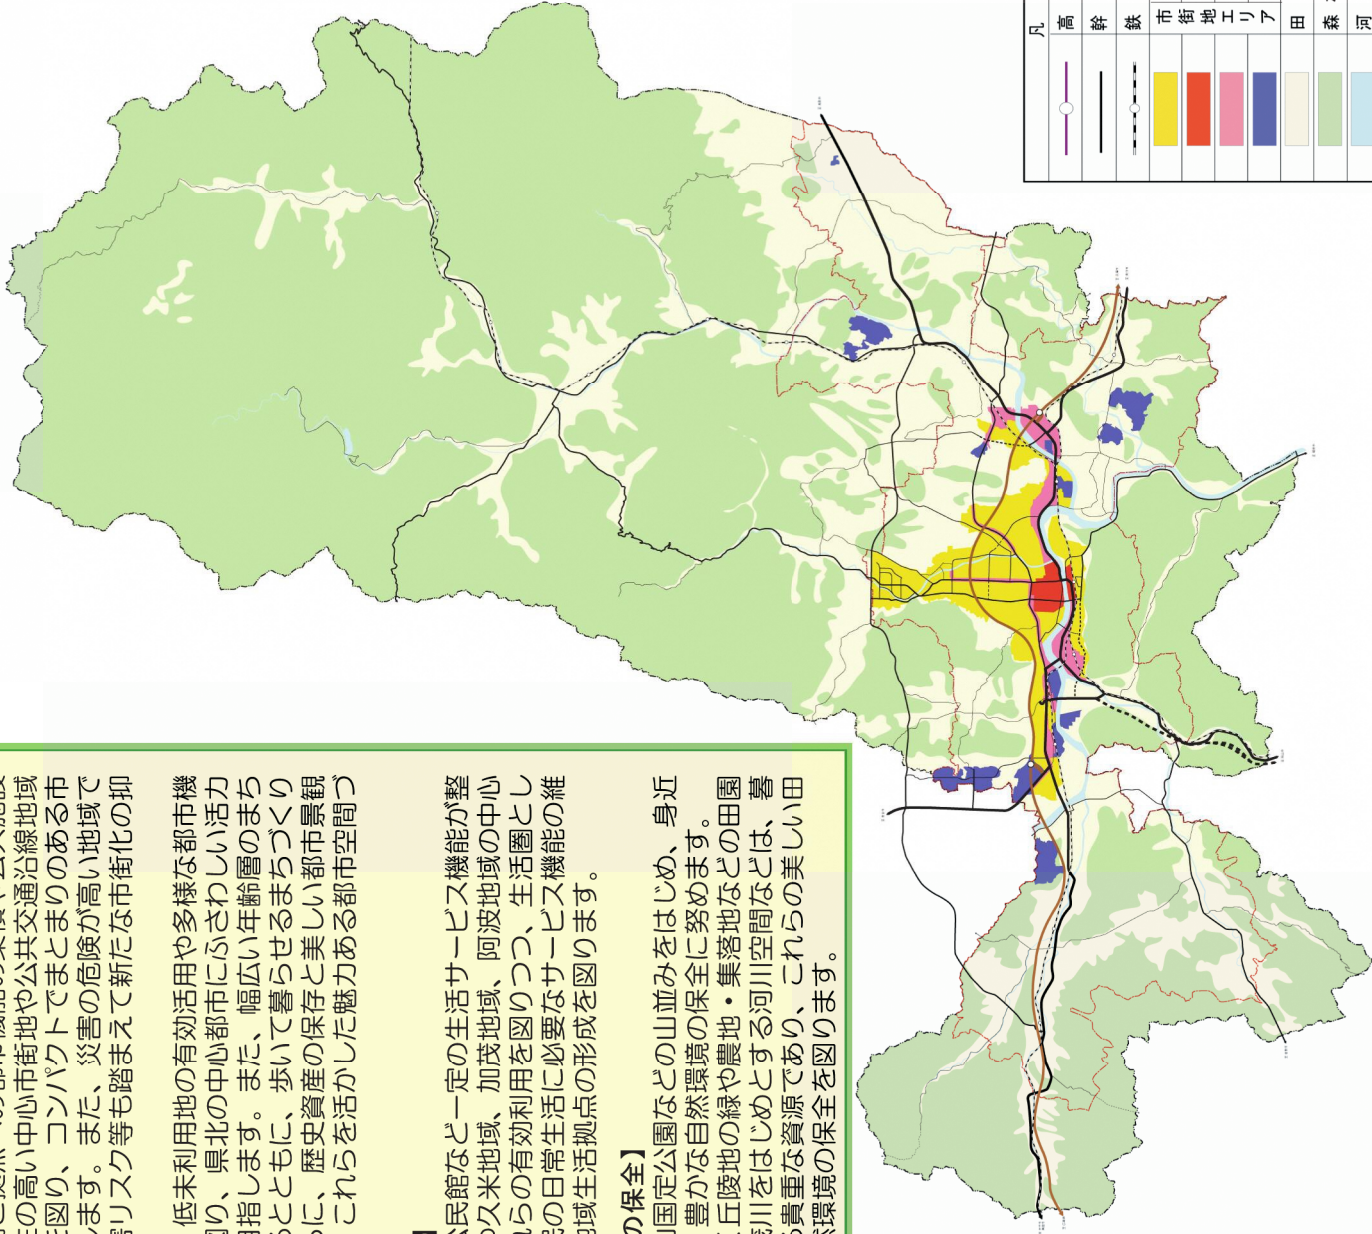 性の高い中心市街地や公共交通沿線地域
を図り、コンパクトでまとまりのある市
します。また、災害の危険が高い地域で
害リスク等も踏まえて新たな市街化の抑
低未利用地の有効活用や多様な都市機
図り、県北の中心都市にふさわしい活力
目指します。また、幅広い年齢層のまち
るとともに、歩いて暮らせるまちづくり
らに、歴史資産の保存と美しい都市景観
これらを活かした魅力ある都市空間づ
】
公民館など一定の生活サービス機能が整
の久米地域、加茂地域、阿波地域の中心
れらの有効利用を図りつつ、生活圏とし
民の日常生活に必要なサービス機能の維
地域生活拠点の形成を図ります。
の保全】
山国定公園などの山並みをはじめ、身近
豊かな自然環境の保全に努めます。
丘陵地の緑や農地・集落地などの田園
川をはじめとする河川空間などは、暮
る貴重な資源であり、これらの美しい田
然環境の保全を図ります。
凡
高
幹
鉄
市街地エリア
田
森
河